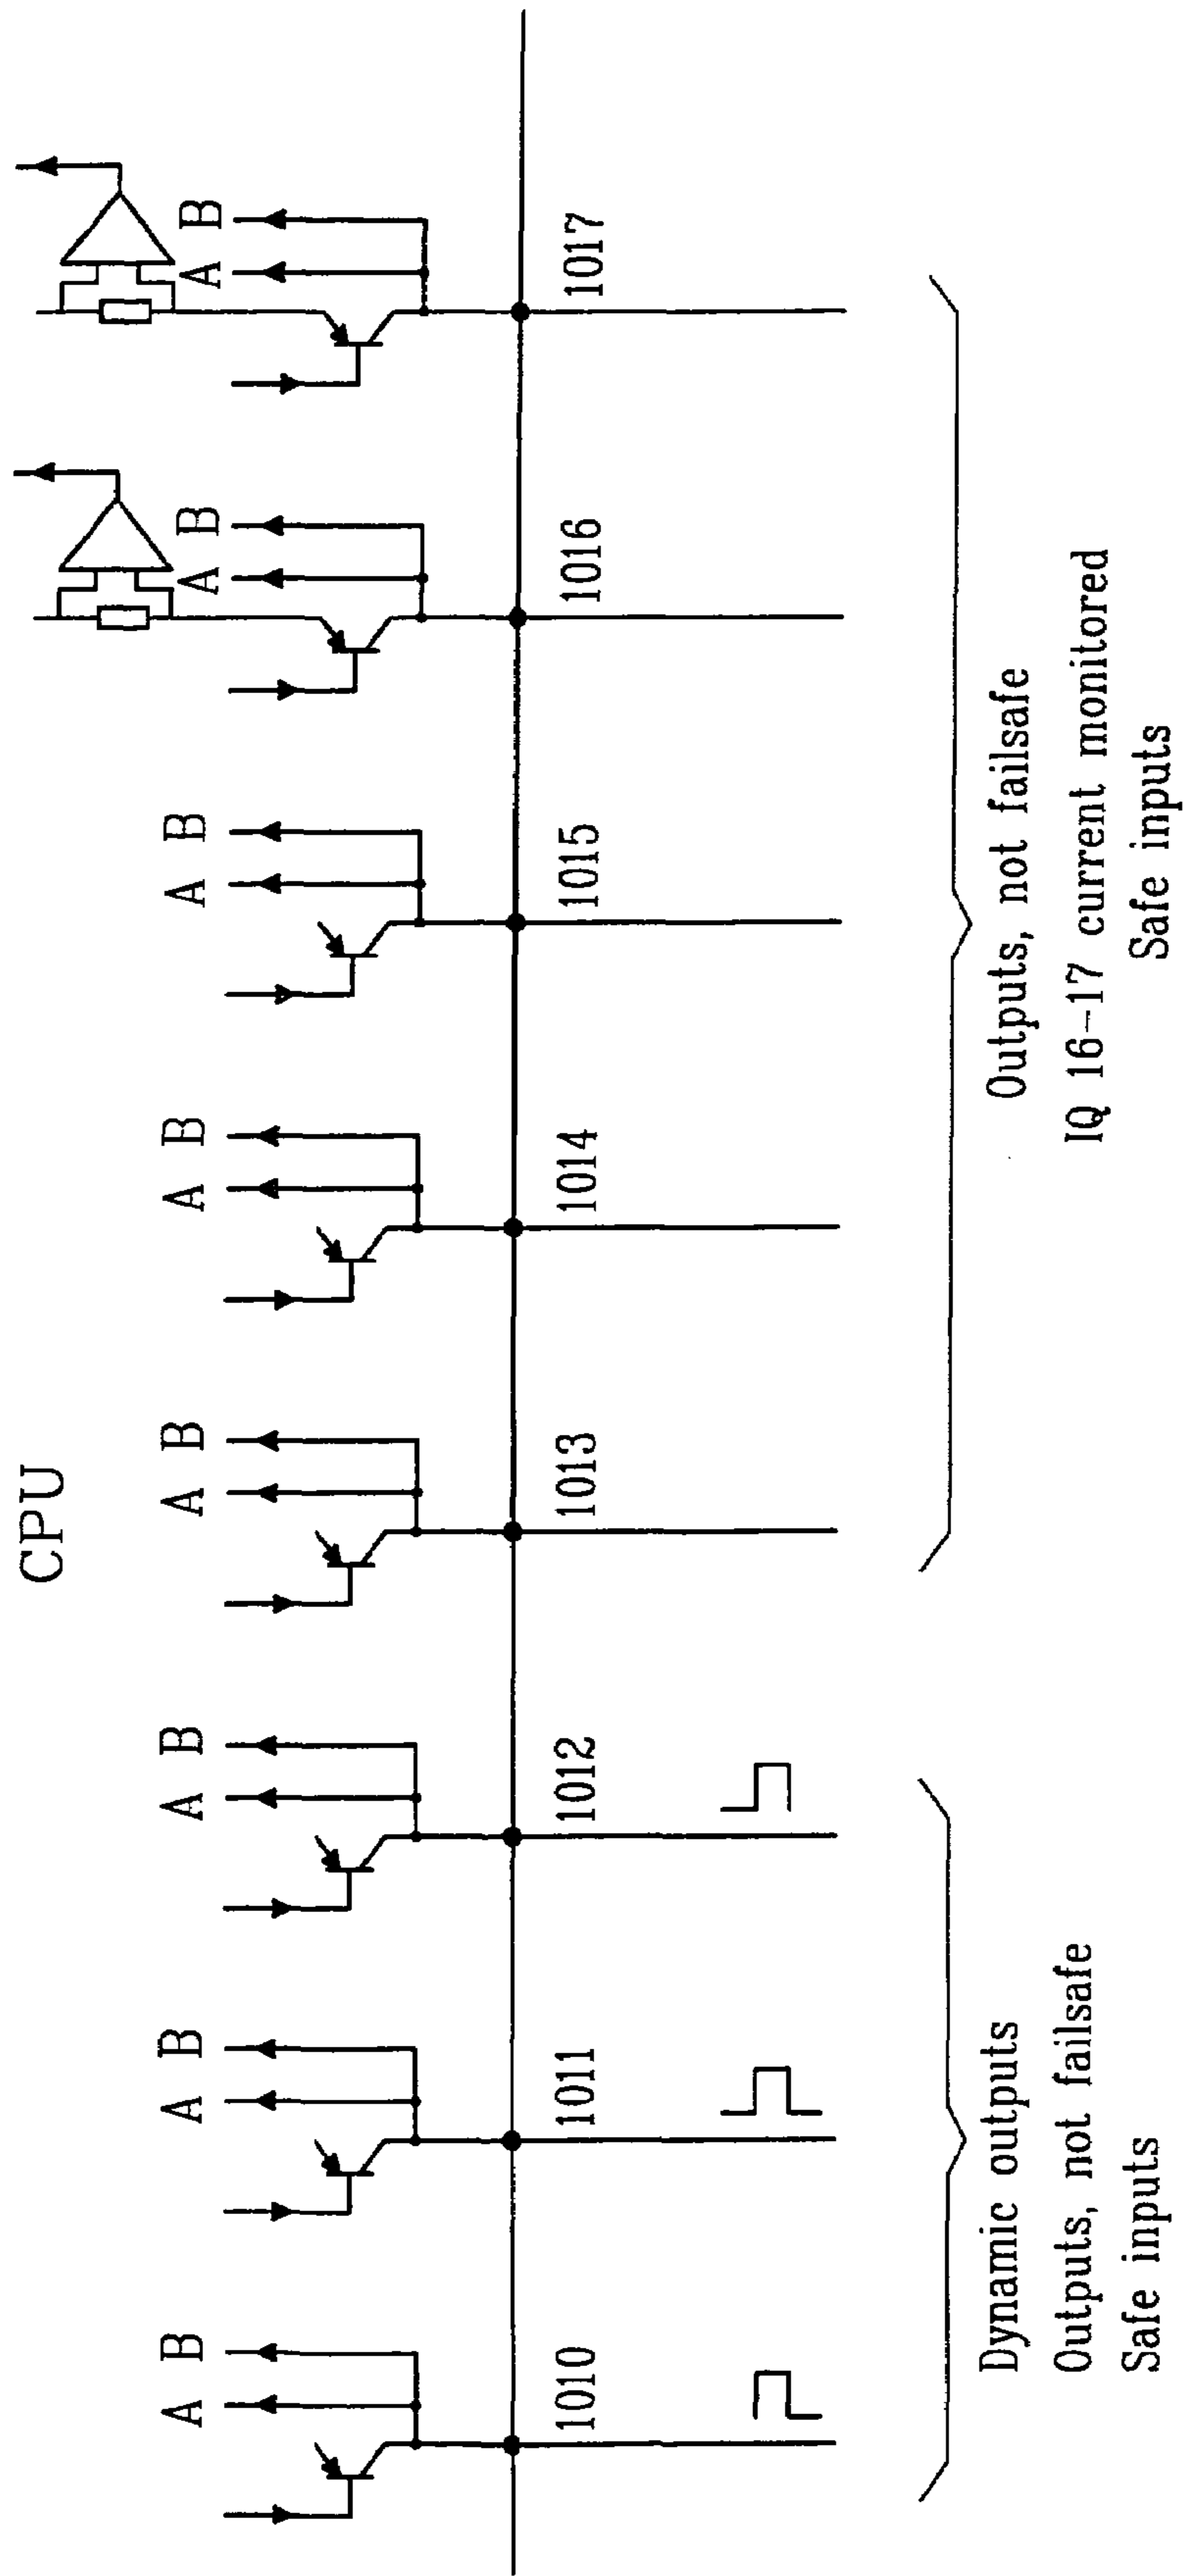 CPU
A B A B A B A B A B A B A B A B
1010 1011 1012 1013 1014 1015 1016 1017
Dynamic outputs
Outputs, not failsafe
Safe inputs
Outputs, not failsafe
IQ 16-17 current monitored
Safe inputs